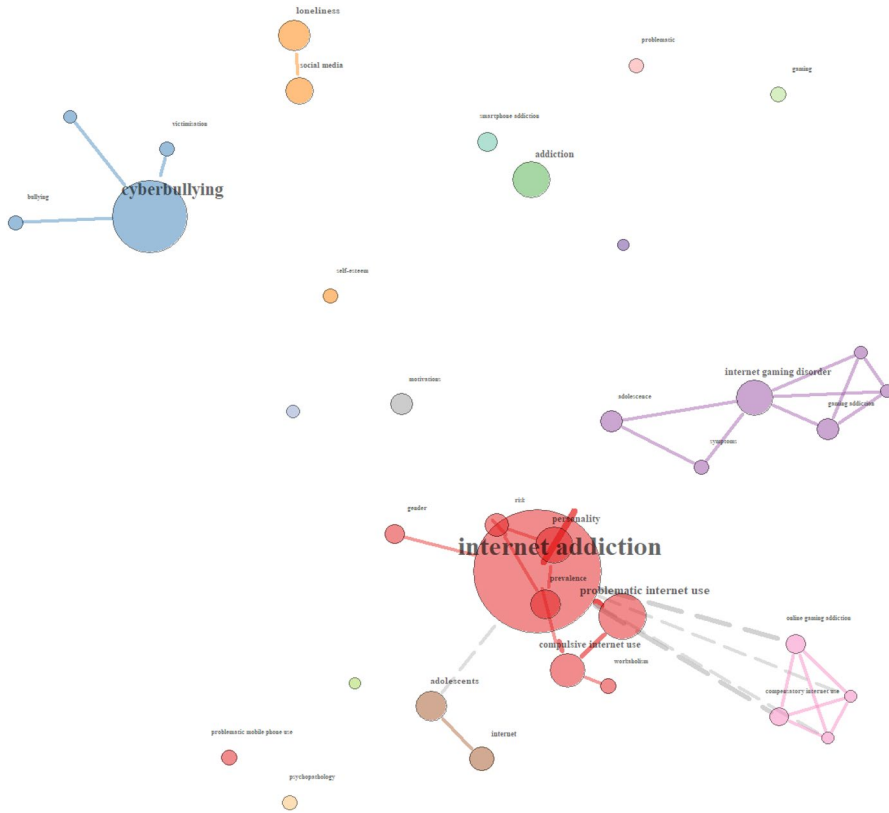 loneliness
problematic
social media
gaming
smartphone addiction
victimisation
addiction
cyberbullying
bullying
self-esteem
internet gaming disorder
motivations
adolescence
gaming addiction
symptoms
risk
gender
personality
internet addiction
prevalence
problematic internet use
online gaming addiction
compulsive internet use
workaholism
adolescents
compensatory internet use
problematic mobile phone use
internet
psychopathology